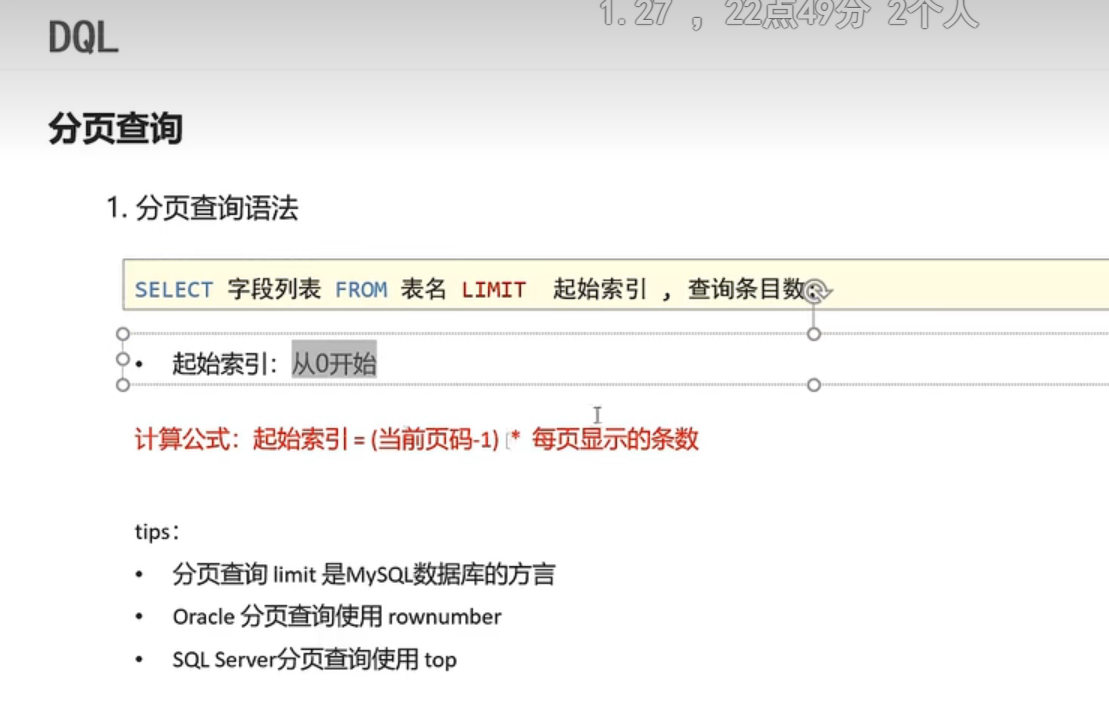 1.27 ，22点49分 2个人
DQL
分页查询
1. 分页查询语法
SELECT 字段列表 FROM 表名 LIMIT 起始索引 , 查询条目数;
• 起始索引：从0开始
计算公式：起始索引 = (当前页码-1) * 每页显示的条数
tips：
• 分页查询 limit 是MySQL数据库的方言
• Oracle 分页查询使用 rownumber
• SQL Server分页查询使用 top